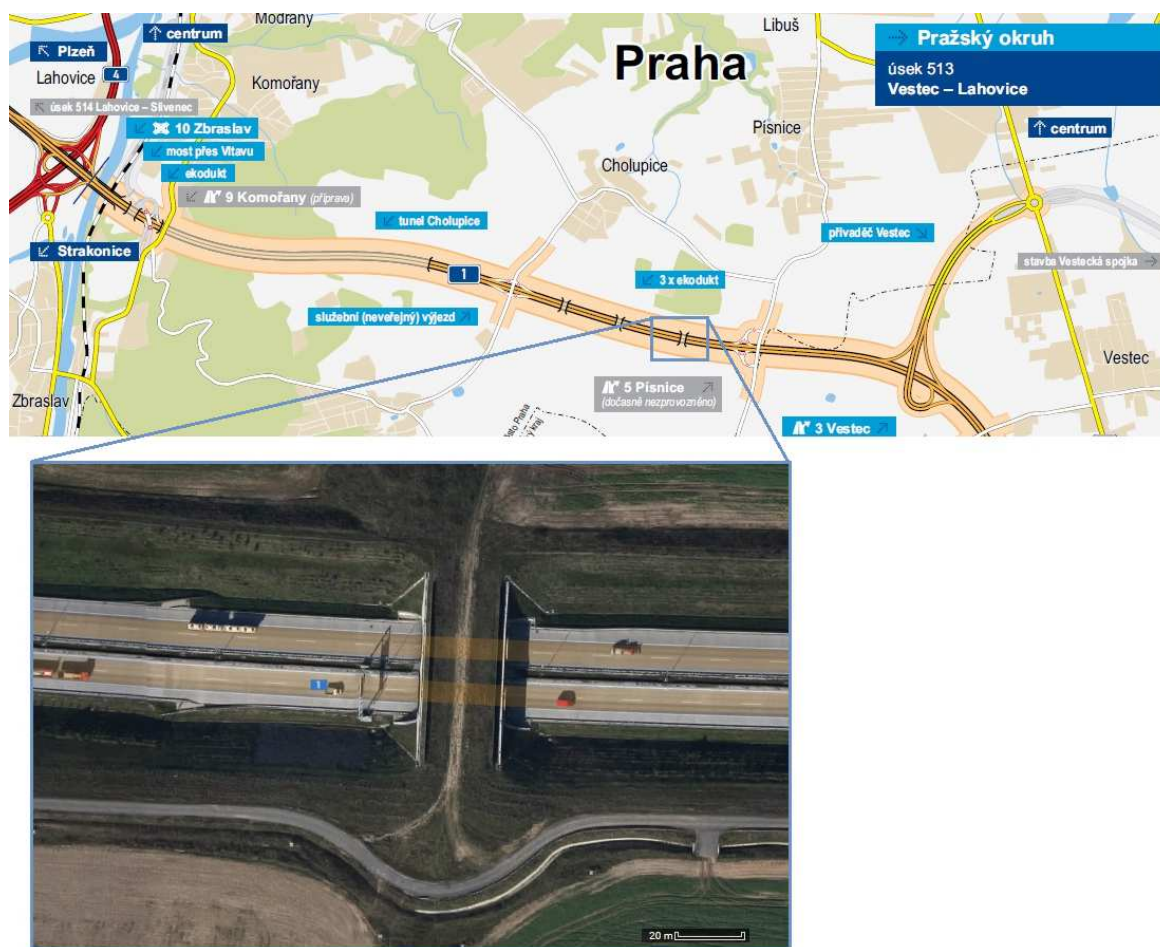 Modřany
Libuš
Plzeň
centrum
Praha
Pražský okruh
úsek 513
Vestec – Lahovice
Lahovice
4
Komořany
úsek 514 Lahovice – Slivenec
10 Zbraslav
Písnice
centrum
most přes Vltavu
Cholupice
ekodukt
9 Komořany (příprava)
tunel Cholupice
přivaděč Vestec
Strakonice
stavba Vestecká spojka
1
3 x ekodukt
služební (neveřejný) výjezd
Vestec
5 Písnice
(dočasně nezprovozněno)
Zbraslav
3 Vestec
1
20 m